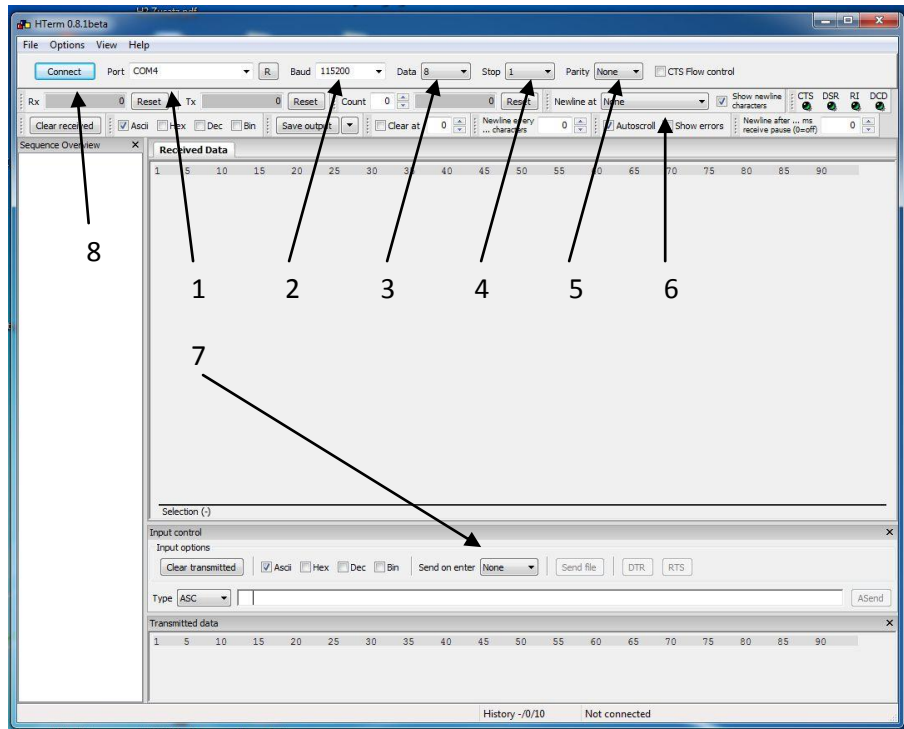 HTerm 0.8.1beta
File Options View Help
Connect Port COM4 R Baud 115200 Data 8 Stop 1 Parity None CTS Flow control
Rx 0 Reset Tx 0 Reset Count 0 0 Reset Newline at None Show newline characters CTS DSR RI DCD
Clear received Ascii Hex Dec Bin Save output Clear at 0 Newline every ... characters 0 Autoscroll Show errors Newline after ... ms receive pause (0=off) 0
Sequence Overview X Received Data
1 5 10 15 20 25 30 35 40 45 50 55 60 65 70 75 80 85 90
8
1 2 3 4 5 6
7
Selection (-)
Input control
Input options
Clear transmitted Ascii Hex Dec Bin Send on enter None Send file DTR RTS
Type ASC ASend
Transmitted data
1 5 10 15 20 25 30 35 40 45 50 55 60 65 70 75 80 85 90
History -/0/10 Not connected